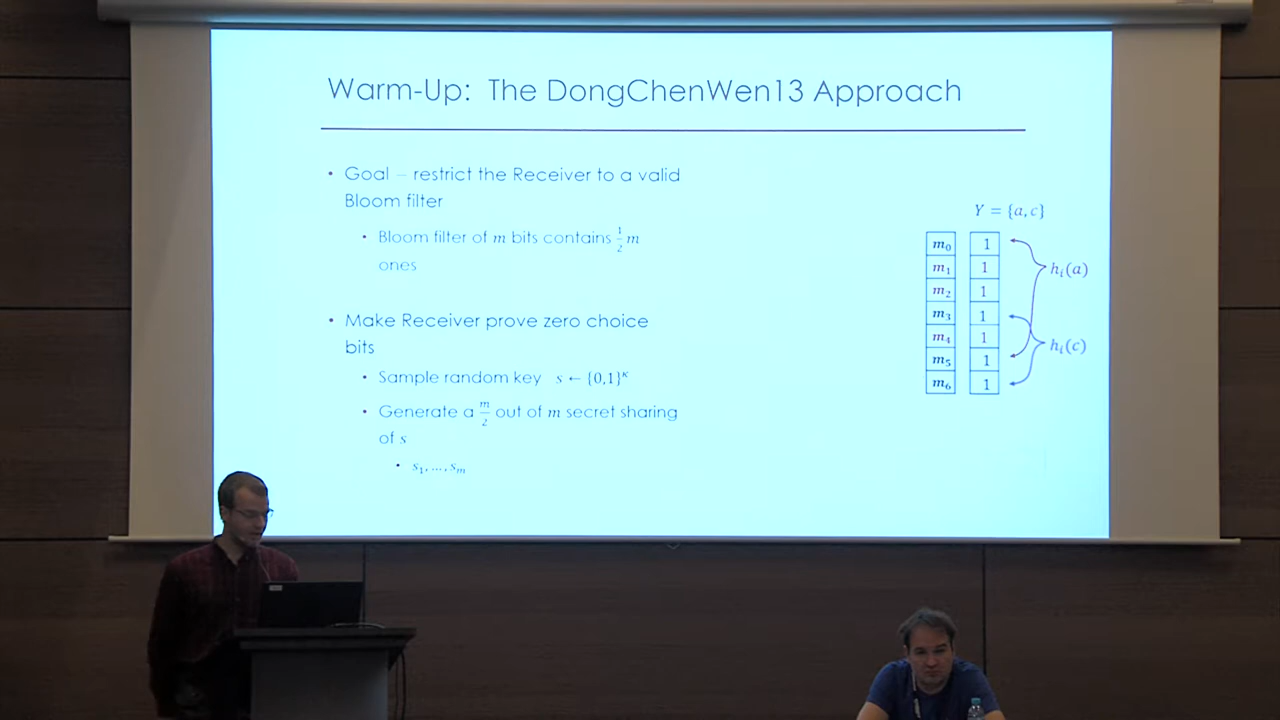 Warm-Up: The DongChenWen13 Approach
• Goal – restrict the Receiver to a valid
Bloom filter
• Bloom filter of m bits contains ½m
ones
• Make Receiver prove zero choice
bits
• Sample random key s ← {0,1}^κ
• Generate a m/2 out of m secret sharing
of s
• s₁, ..., sₘ
Y = {a, c}
m₀ 1
m₁ 1
m₂ 1
m₃ 1
m₄ 1
m₅ 1
m₆ 1
hᵢ(a)
hᵢ(c)